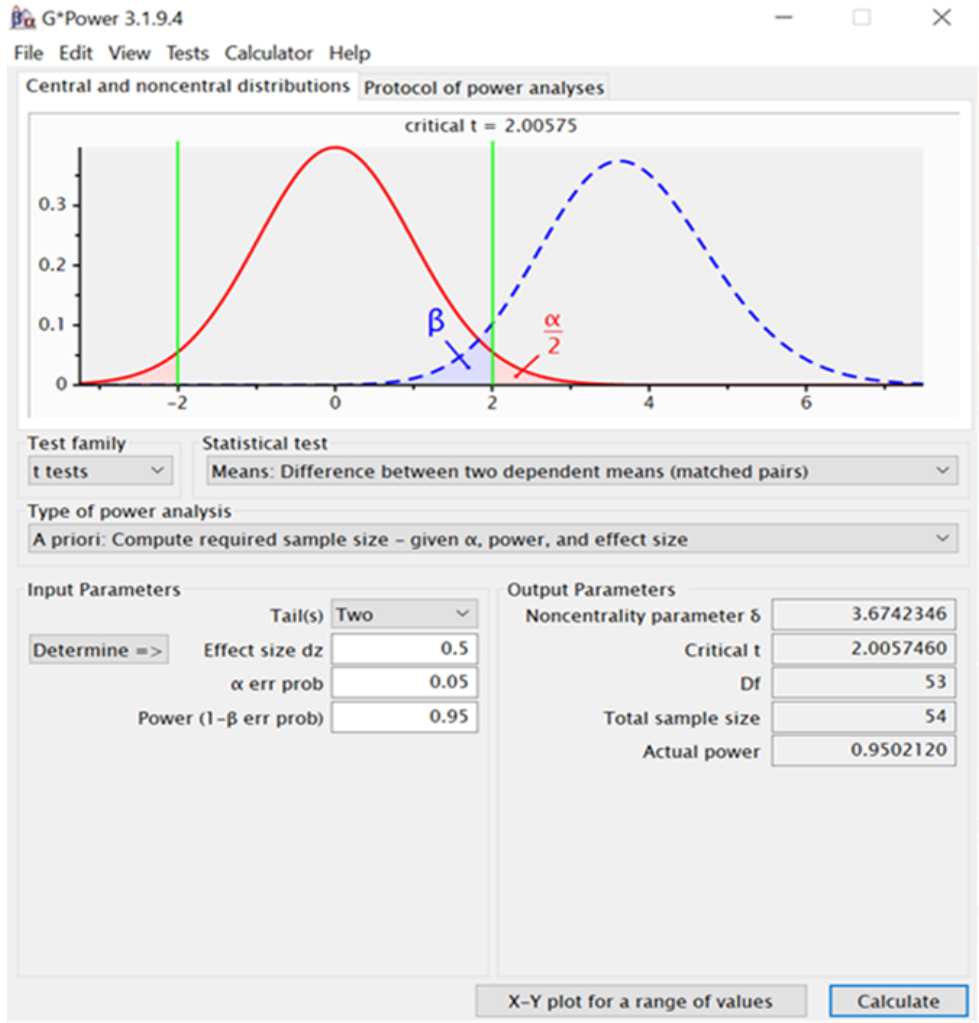 G*Power 3.1.9.4
File Edit View Tests Calculator Help
Central and noncentral distributions Protocol of power analyses
critical t = 2.00575
0.3
0.2
0.1
0
β
α
2
-2 0 2 4 6
Test family Statistical test
t tests Means: Difference between two dependent means (matched pairs)
Type of power analysis
A priori: Compute required sample size – given α, power, and effect size
Input Parameters Output Parameters
Tail(s) Two Noncentrality parameter δ 3.6742346
Determine => Effect size dz 0.5 Critical t 2.0057460
α err prob 0.05 Df 53
Power (1-β err prob) 0.95 Total sample size 54
Actual power 0.9502120
X-Y plot for a range of values Calculate